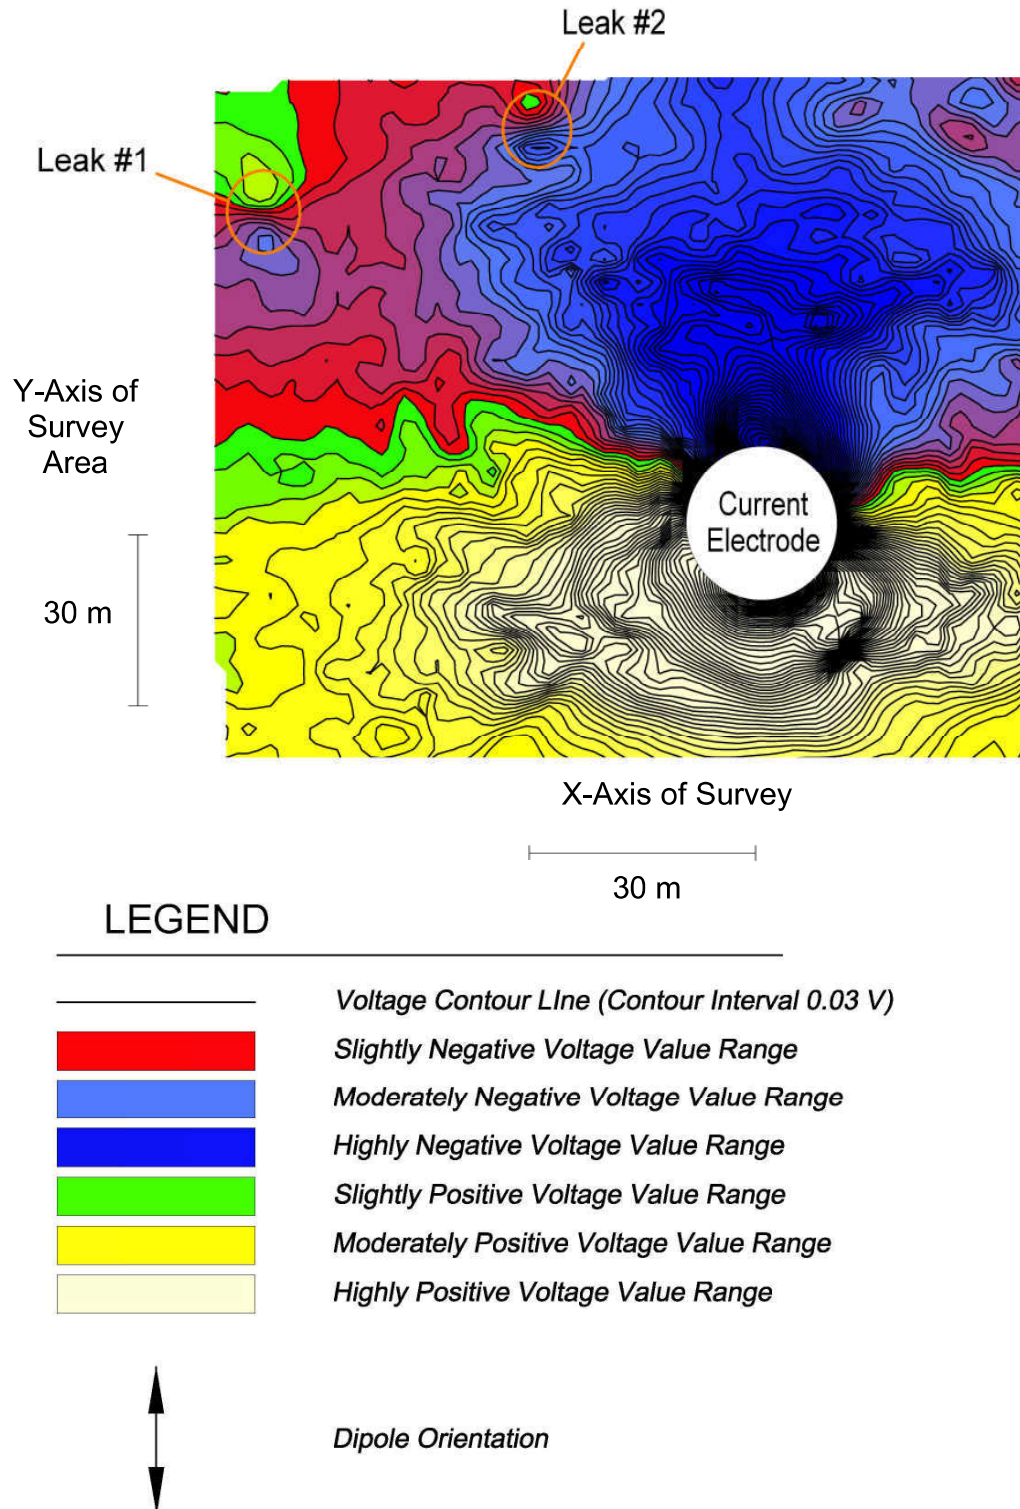 Leak #2
Leak #1
Y-Axis of
Survey
Area
Current
Electrode
30 m
X-Axis of Survey
30 m
LEGEND
Voltage Contour LIne (Contour Interval 0.03 V)
Slightly Negative Voltage Value Range
Moderately Negative Voltage Value Range
Highly Negative Voltage Value Range
Slightly Positive Voltage Value Range
Moderately Positive Voltage Value Range
Highly Positive Voltage Value Range
Dipole Orientation